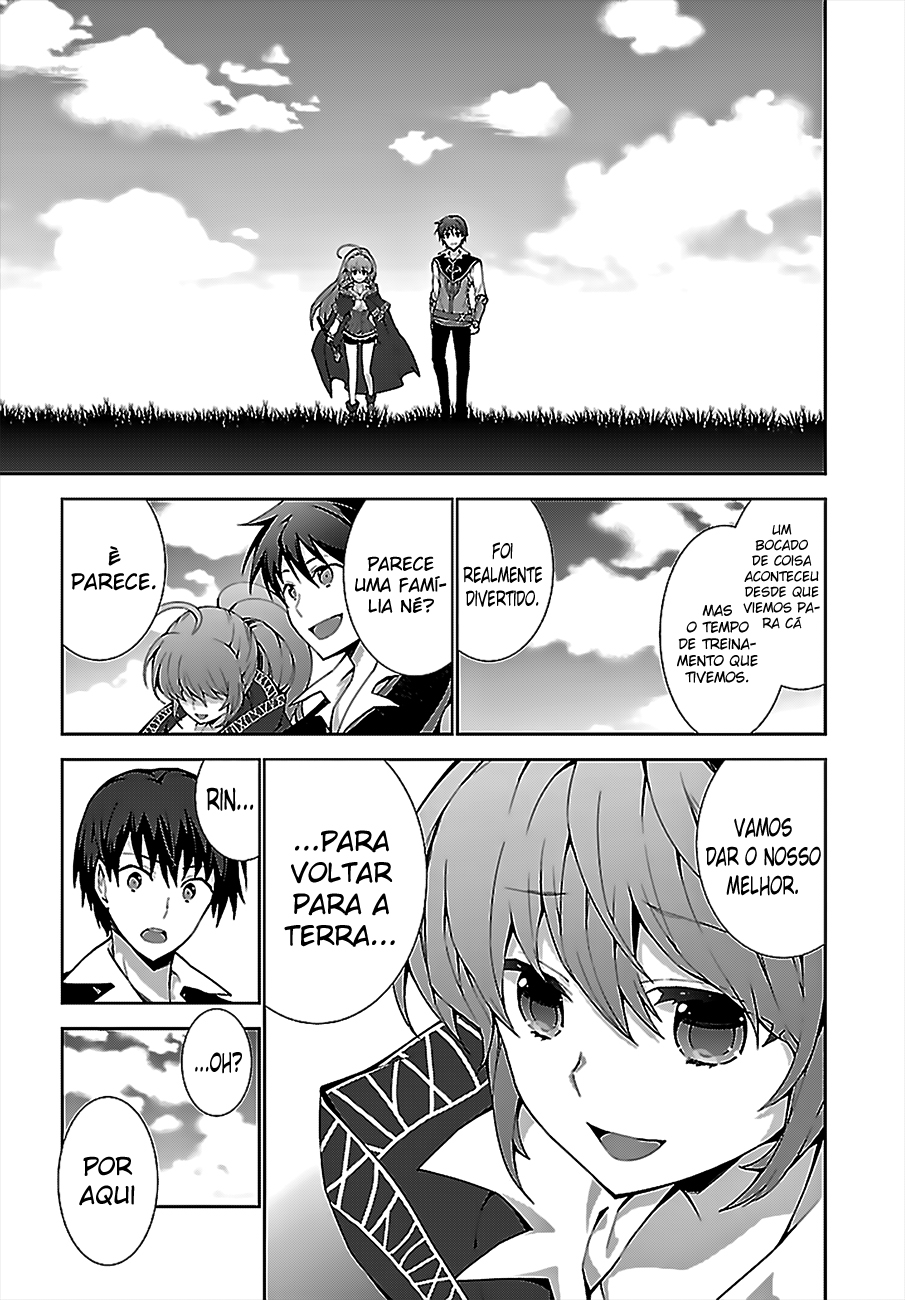 UM
BOCADO
DE COISA
ACONTECEU
DESDE QUE
VIEMOS PA-
RA CÁ
MAS
O TEMPO
DE TREINA-
MENTO QUE
TIVEMOS.
FOI
REALMENTE
DIVERTIDO.
PARECE
UMA FAMÍ-
LIA NÉ?
È
PARECE.
VAMOS
DAR O NOSSO
MELHOR.
...PARA
VOLTAR
PARA A
TERRA...
RIN...
...OH?
POR
AQUI